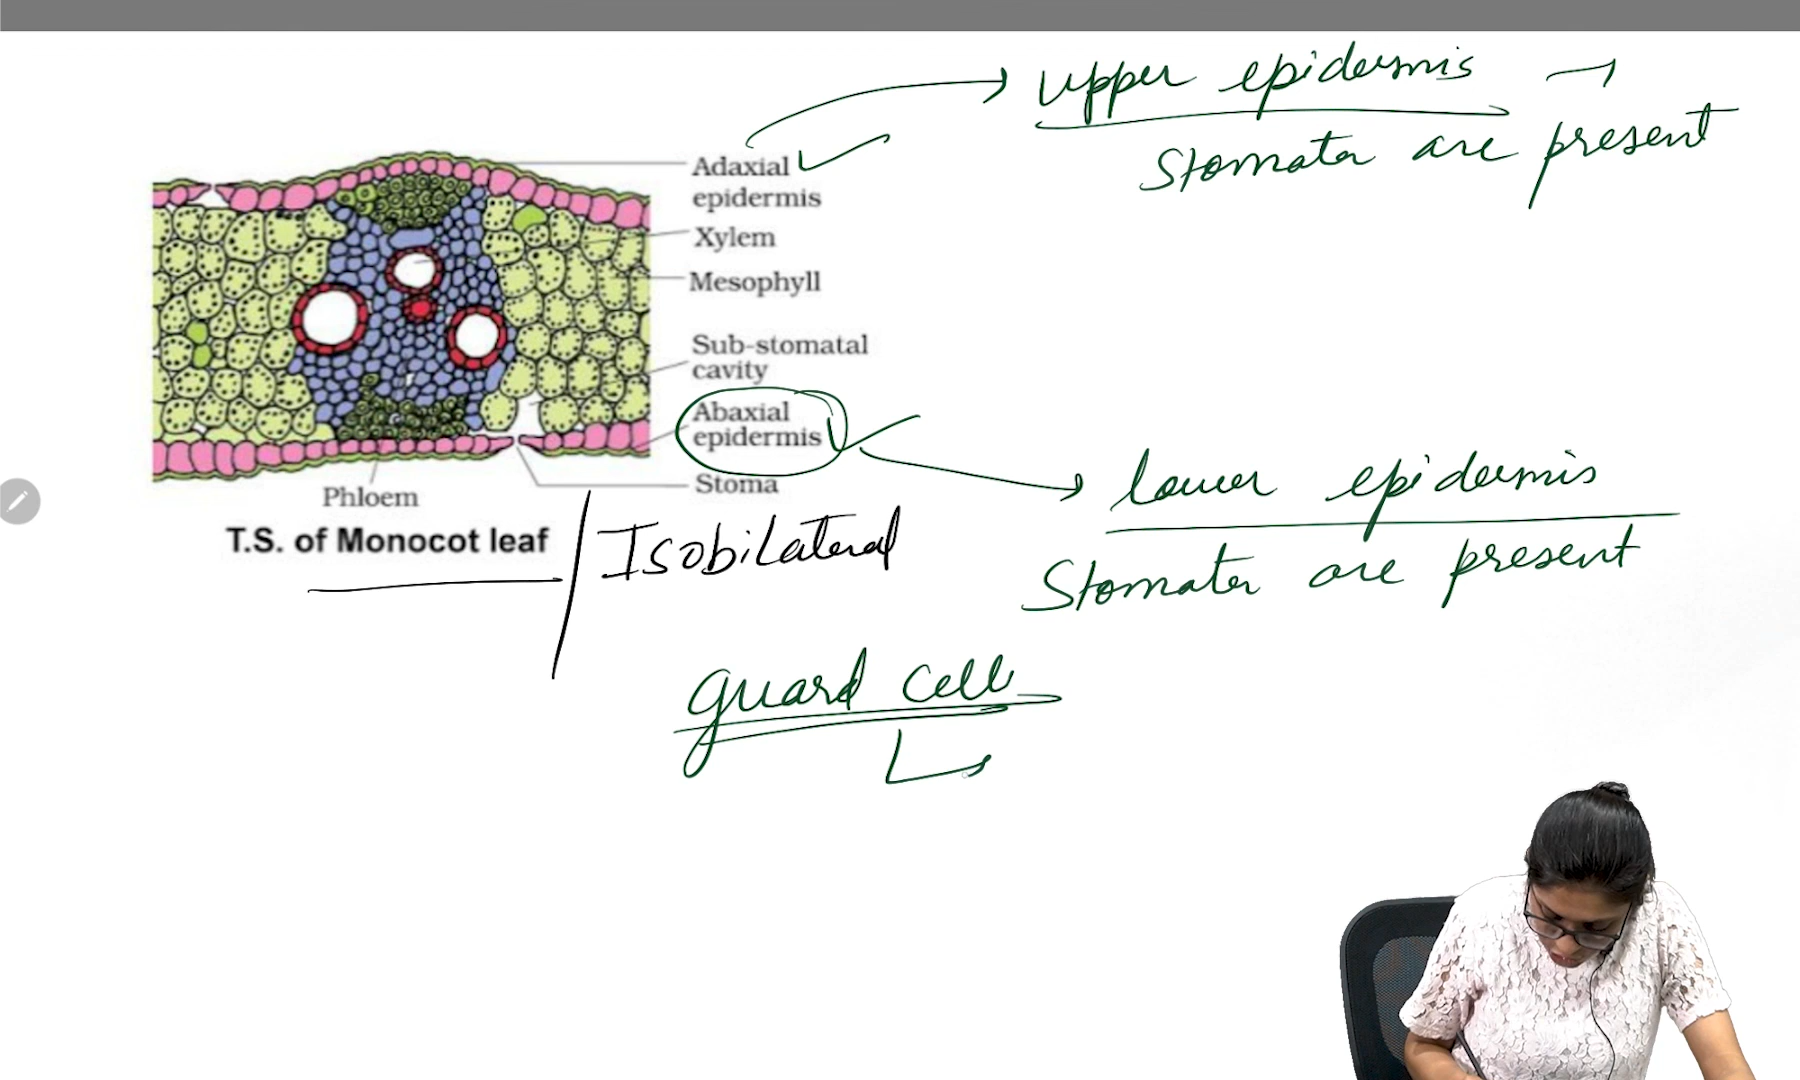 Upper epidermis →
Stomata are present
Adaxial
epidermis
Xylem
Mesophyll
Sub-stomatal
cavity
Abaxial
epidermis
Stoma
Phloem
T.S. of Monocot leaf / Isobilateral
lower epidermis
Stomata are present
guard cell